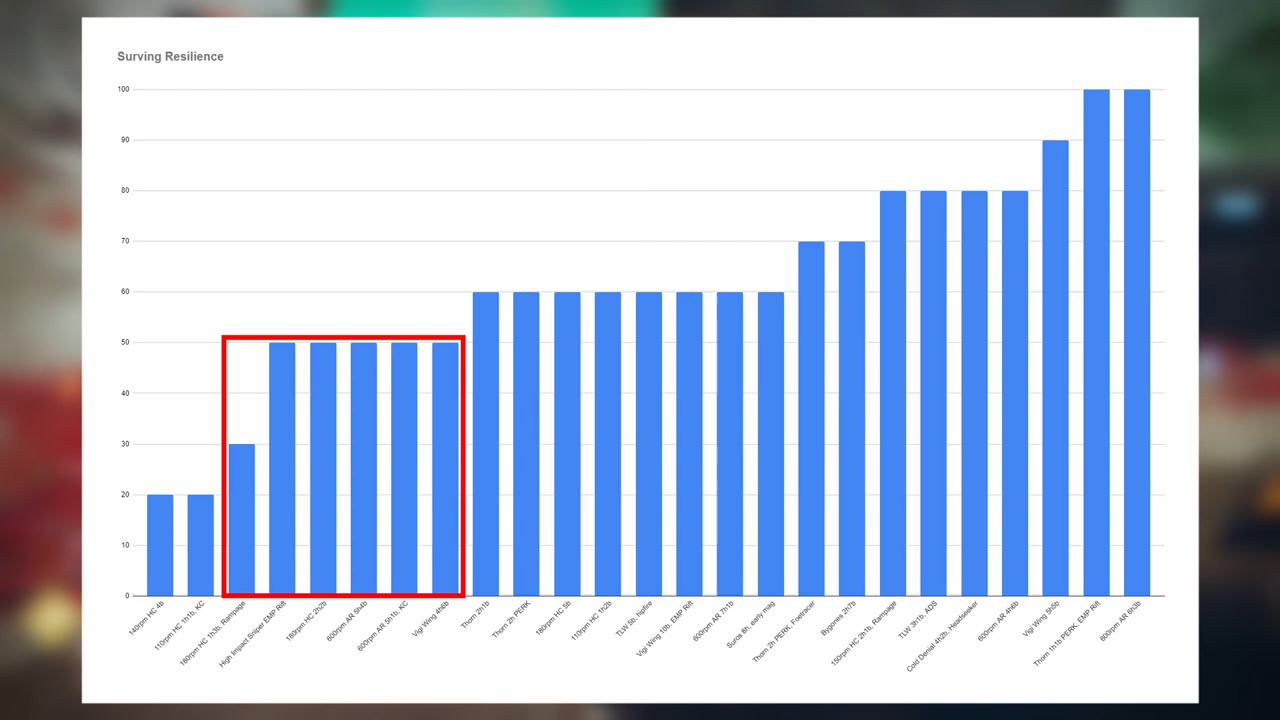 Surving Resilience
100
90
80
70
60
50
40
30
20
10
0
140rpm HC 4b
110rpm HC 1h1b, KC
180rpm HC 1h3b, Rampage
High Impact Sniper EMP Rift
180rpm HC 2h2b
600rpm AR 5h4b
600rpm AR 5h1b, KC
Vigi Wing 4h6b
Thorn 2h1b
Thorn 2h PERK
180rpm HC 5b
110rpm HC 1h2b
TLW 5b, higfire
Vigi Wing 10b, EMP Rift
600rpm AR 7h1b
Suros 8h, early mag
Thorn 2h PERK, Foetracer
Bygones 2h7b
150rpm HC 2h1b, Rampage
TLW 3h1b, ADS
Cold Denial 4h2b, Headseeker
600rpm AR 4h6b
Vigi Wing 5h5b
Thorn 1h1b PERK, EMP Rift
600rpm AR 6h3b